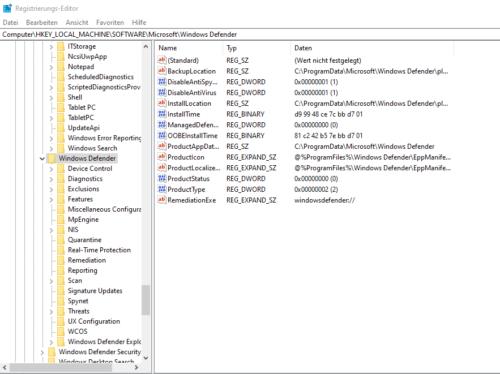 Registrierungs-Editor
Datei Bearbeiten Ansicht Favoriten Hilfe
Computer\HKEY_LOCAL_MACHINE\SOFTWARE\Microsoft\Windows Defender
ITStorage
NcsiUwpApp
Notepad
ScheduledDiagnostics
ScriptedDiagnosticsProv
Shell
Tablet PC
TabletPC
UpdateApi
Windows Error Reporting
Windows Search
Windows Defender
Device Control
Diagnostics
Exclusions
Features
Miscellaneous Configura
MpEngine
NIS
Quarantine
Real-Time Protection
Remediation
Reporting
Scan
Signature Updates
Spynet
Threats
UX Configuration
WCOS
Windows Defender Explo
Windows Defender Security
Windows Desktop Search
Name Typ Daten
(Standard) REG_SZ (Wert nicht festgelegt)
BackupLocation REG_SZ C:\ProgramData\Microsoft\Windows Defender\pl...
DisableAntiSpy... REG_DWORD 0x00000001 (1)
DisableAntiVirus REG_DWORD 0x00000001 (1)
InstallLocation REG_SZ C:\ProgramData\Microsoft\Windows Defender\pl...
InstallTime REG_BINARY d9 99 48 ce 7c bb d7 01
ManagedDefen... REG_DWORD 0x00000000 (0)
OOBEInstallTime REG_BINARY 81 c2 42 b5 7e bb d7 01
ProductAppDat... REG_SZ C:\ProgramData\Microsoft\Windows Defender
ProductIcon REG_EXPAND_SZ @%ProgramFiles%\Windows Defender\EppManife...
ProductLocalize... REG_EXPAND_SZ @%ProgramFiles%\Windows Defender\EppManife...
ProductStatus REG_DWORD 0x00000000 (0)
ProductType REG_DWORD 0x00000002 (2)
RemediationExe REG_EXPAND_SZ windowsdefender://